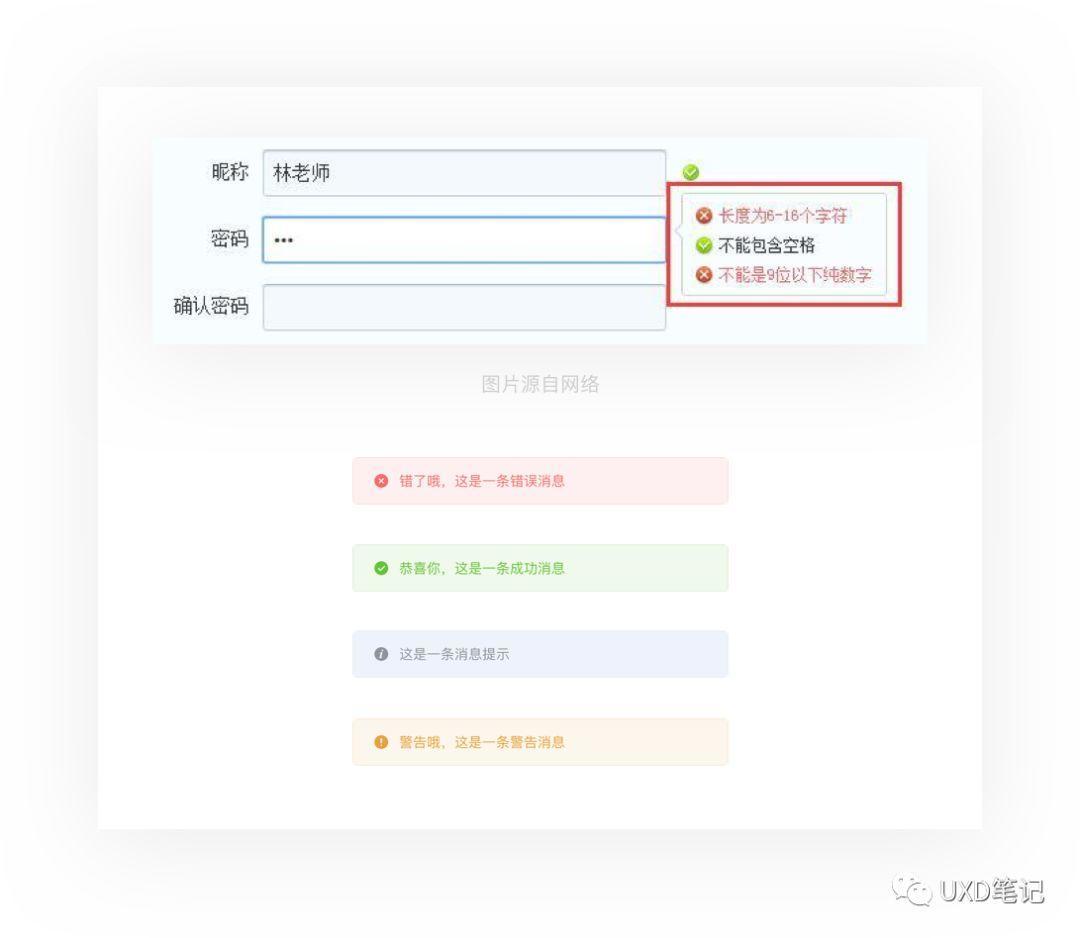 昵称 林老师
密码 •••
长度为6-16个字符
不能包含空格
不能是9位以下纯数字
确认密码
图片源自网络
错了哦，这是一条错误消息
恭喜你，这是一条成功消息
这是一条消息提示
警告哦，这是一条警告消息
UXD笔记